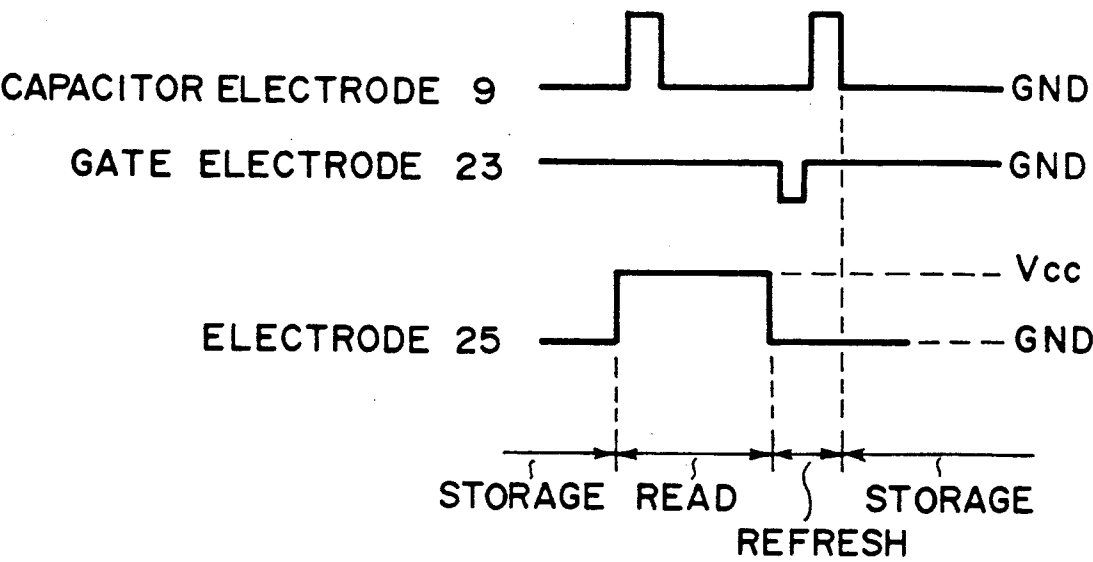 CAPACITOR ELECTRODE 9 GND
GATE ELECTRODE 23 GND
Vcc
ELECTRODE 25 GND
STORAGE READ STORAGE
REFRESH